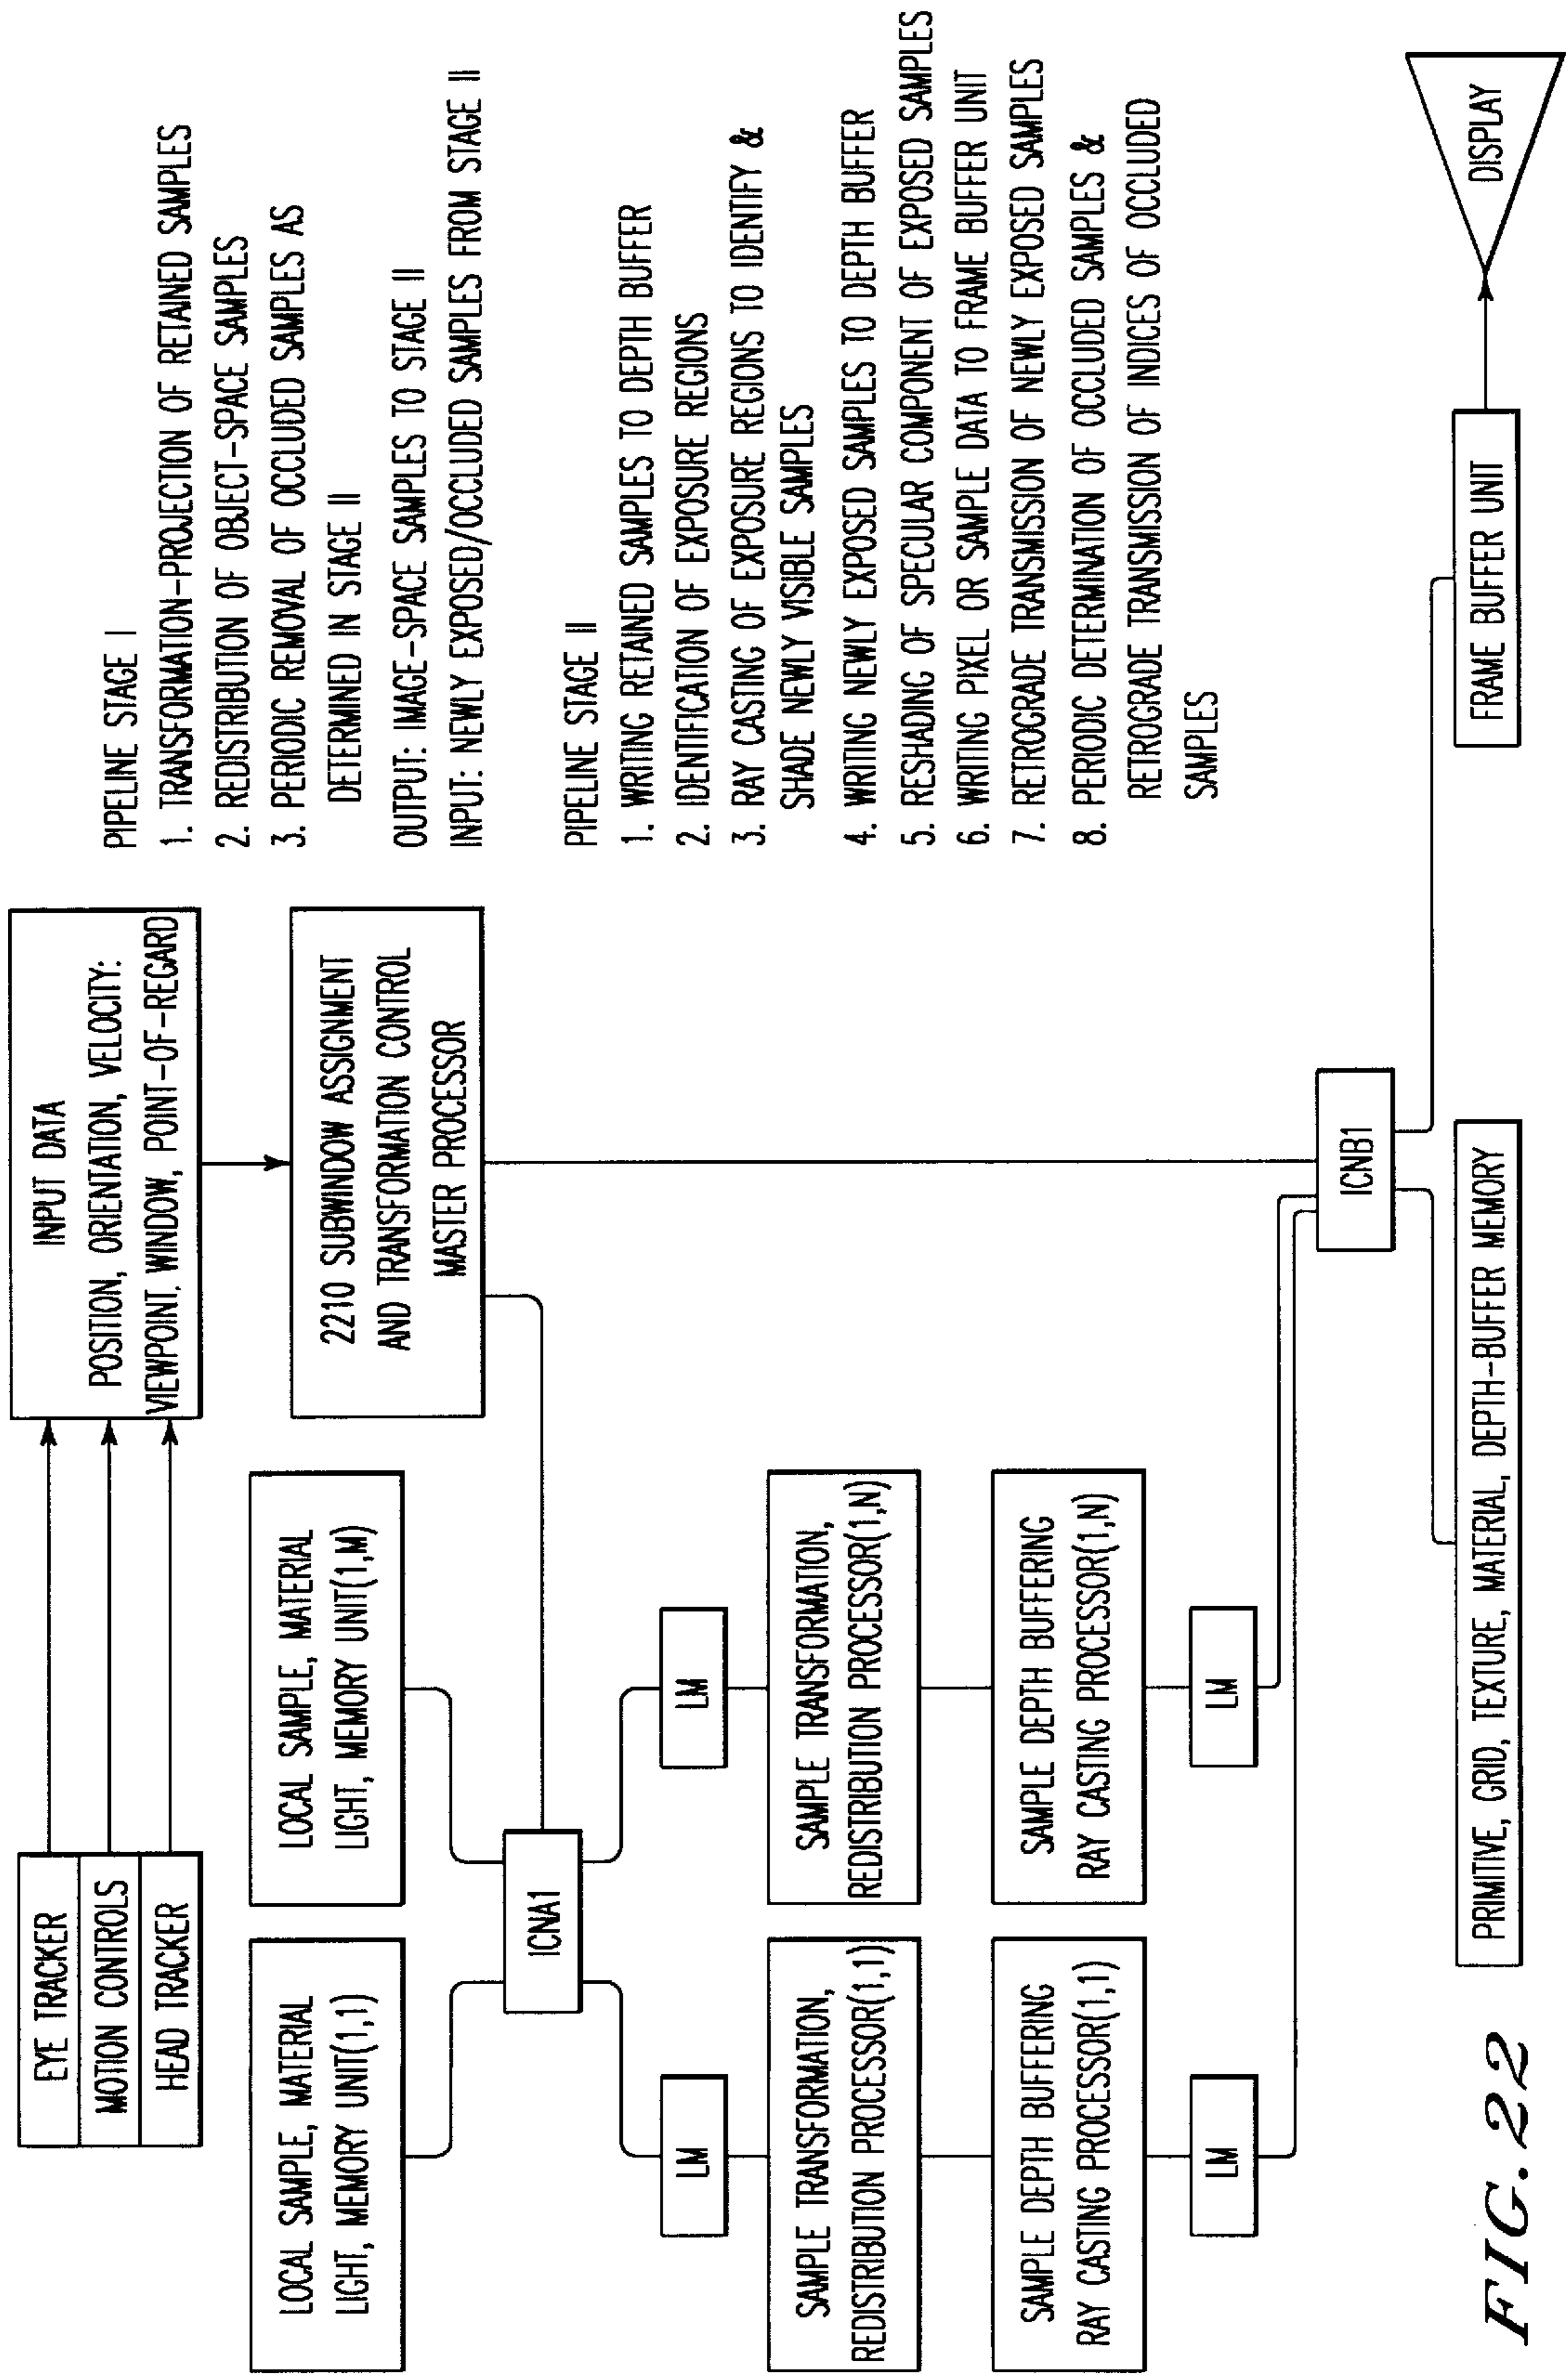 EYE TRACKER
MOTION CONTROLS
HEAD TRACKER
INPUT DATA
POSITION, ORIENTATION, VELOCITY:
VIEWPOINT, WINDOW, POINT-OF-REGARD
LOCAL SAMPLE, MATERIAL
LIGHT, MEMORY UNIT(1,1)
LOCAL SAMPLE, MATERIAL
LIGHT, MEMORY UNIT(1,M)
2210 SUBWINDOW ASSIGNMENT
AND TRANSFORMATION CONTROL
MASTER PROCESSOR
ICNA1
LM
LM
SAMPLE TRANSFORMATION,
REDISTRIBUTION PROCESSOR(1,1)
SAMPLE TRANSFORMATION,
REDISTRIBUTION PROCESSOR(1,N)
SAMPLE DEPTH BUFFERING
RAY CASTING PROCESSOR(1,1)
SAMPLE DEPTH BUFFERING
RAY CASTING PROCESSOR(1,N)
LM
LM
ICNB1
PRIMITIVE, GRID, TEXTURE, MATERIAL, DEPTH-BUFFER MEMORY
FRAME BUFFER UNIT
DISPLAY
PIPELINE STAGE I
1. TRANSFORMATION-PROJECTION OF RETAINED SAMPLES
2. REDISTRIBUTION OF OBJECT-SPACE SAMPLES
3. PERIODIC REMOVAL OF OCCLUDED SAMPLES AS
DETERMINED IN STAGE II
OUTPUT: IMAGE-SPACE SAMPLES TO STAGE II
INPUT: NEWLY EXPOSED/OCCLUDED SAMPLES FROM STAGE II
PIPELINE STAGE II
1. WRITING RETAINED SAMPLES TO DEPTH BUFFER
2. IDENTIFICATION OF EXPOSURE REGIONS
3. RAY CASTING OF EXPOSURE REGIONS TO IDENTIFY &
SHADE NEWLY VISIBLE SAMPLES
4. WRITING NEWLY EXPOSED SAMPLES TO DEPTH BUFFER
5. RESHADING OF SPECULAR COMPONENT OF EXPOSED SAMPLES
6. WRITING PIXEL OR SAMPLE DATA TO FRAME BUFFER UNIT
7. RETROGRADE TRANSMISSION OF NEWLY EXPOSED SAMPLES
8. PERIODIC DETERMINATION OF OCCLUDED SAMPLES &
RETROGRADE TRANSMISSION OF INDICES OF OCCLUDED
SAMPLES
FIG. 22